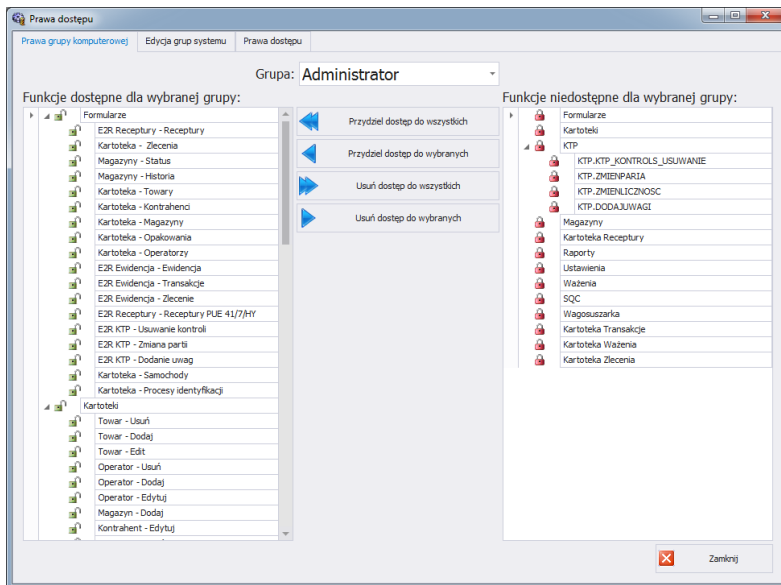 Prawa dostępu
Prawa grupy komputerowej Edycja grup systemu Prawa dostępu
Grupa: Administrator
Funkcje dostępne dla wybranej grupy:
Formularze
E2R Receptury - Receptury
Kartoteka - Zlecenia
Magazyny - Status
Magazyny - Historia
Kartoteka - Towary
Kartoteka - Kontrahenci
Kartoteka - Magazyny
Kartoteka - Opakowania
Kartoteka - Operatorzy
E2R Ewidencja - Ewidencja
E2R Ewidencja - Transakcje
E2R Ewidencja - Zlecenie
E2R Receptury - Receptury PUE 41/7/HY
E2R KTP - Usuwanie kontroli
E2R KTP - Zmiana partii
E2R KTP - Dodanie uwag
Kartoteka - Samochody
Kartoteka - Procesy identyfikacji
Kartoteki
Towar - Usuń
Towar - Dodaj
Towar - Edit
Operator - Usuń
Operator - Dodaj
Operator - Edytuj
Magazyn - Dodaj
Kontrahent - Edytuj
Przydziel dostęp do wszystkich
Przydziel dostęp do wybranych
Usuń dostęp do wszystkich
Usuń dostęp do wybranych
Funkcje niedostępne dla wybranej grupy:
Formularze
Kartoteki
KTP
KTP.KTP_KONTROLS_USUWANIE
KTP.ZMIENPARIA
KTP.ZMIENLICZNOSC
KTP.DODAJUWAGI
Magazyny
Kartoteka Receptury
Raporty
Ustawienia
Ważenia
SQC
Wagosuszarka
Kartoteka Transakcje
Kartoteka Ważenia
Kartoteka Zlecenia
Zamknij